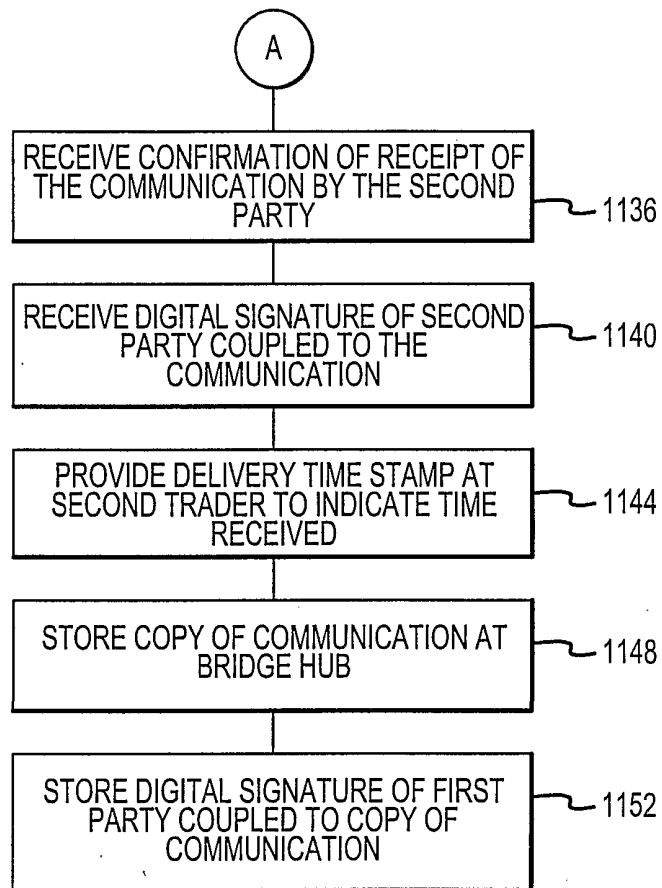 A
RECEIVE CONFIRMATION OF RECEIPT OF
THE COMMUNICATION BY THE SECOND
PARTY
1136
RECEIVE DIGITAL SIGNATURE OF SECOND
PARTY COUPLED TO THE
COMMUNICATION
1140
PROVIDE DELIVERY TIME STAMP AT
SECOND TRADER TO INDICATE TIME
RECEIVED
1144
STORE COPY OF COMMUNICATION AT
BRIDGE HUB
1148
STORE DIGITAL SIGNATURE OF FIRST
PARTY COUPLED TO COPY OF
COMMUNICATION
1152